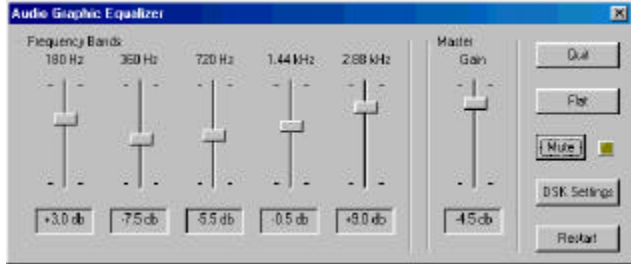 Audio Graphic Equalizer
Frequency Bands
180 Hz 360 Hz 720 Hz 1.44 kHz 2.88 kHz
Master
Gain
+3.0 db -7.5 db -5.5 db -0.5 db +9.0 db
-4.5 db
Quit
Flat
Mute
DSK Settings
Restart